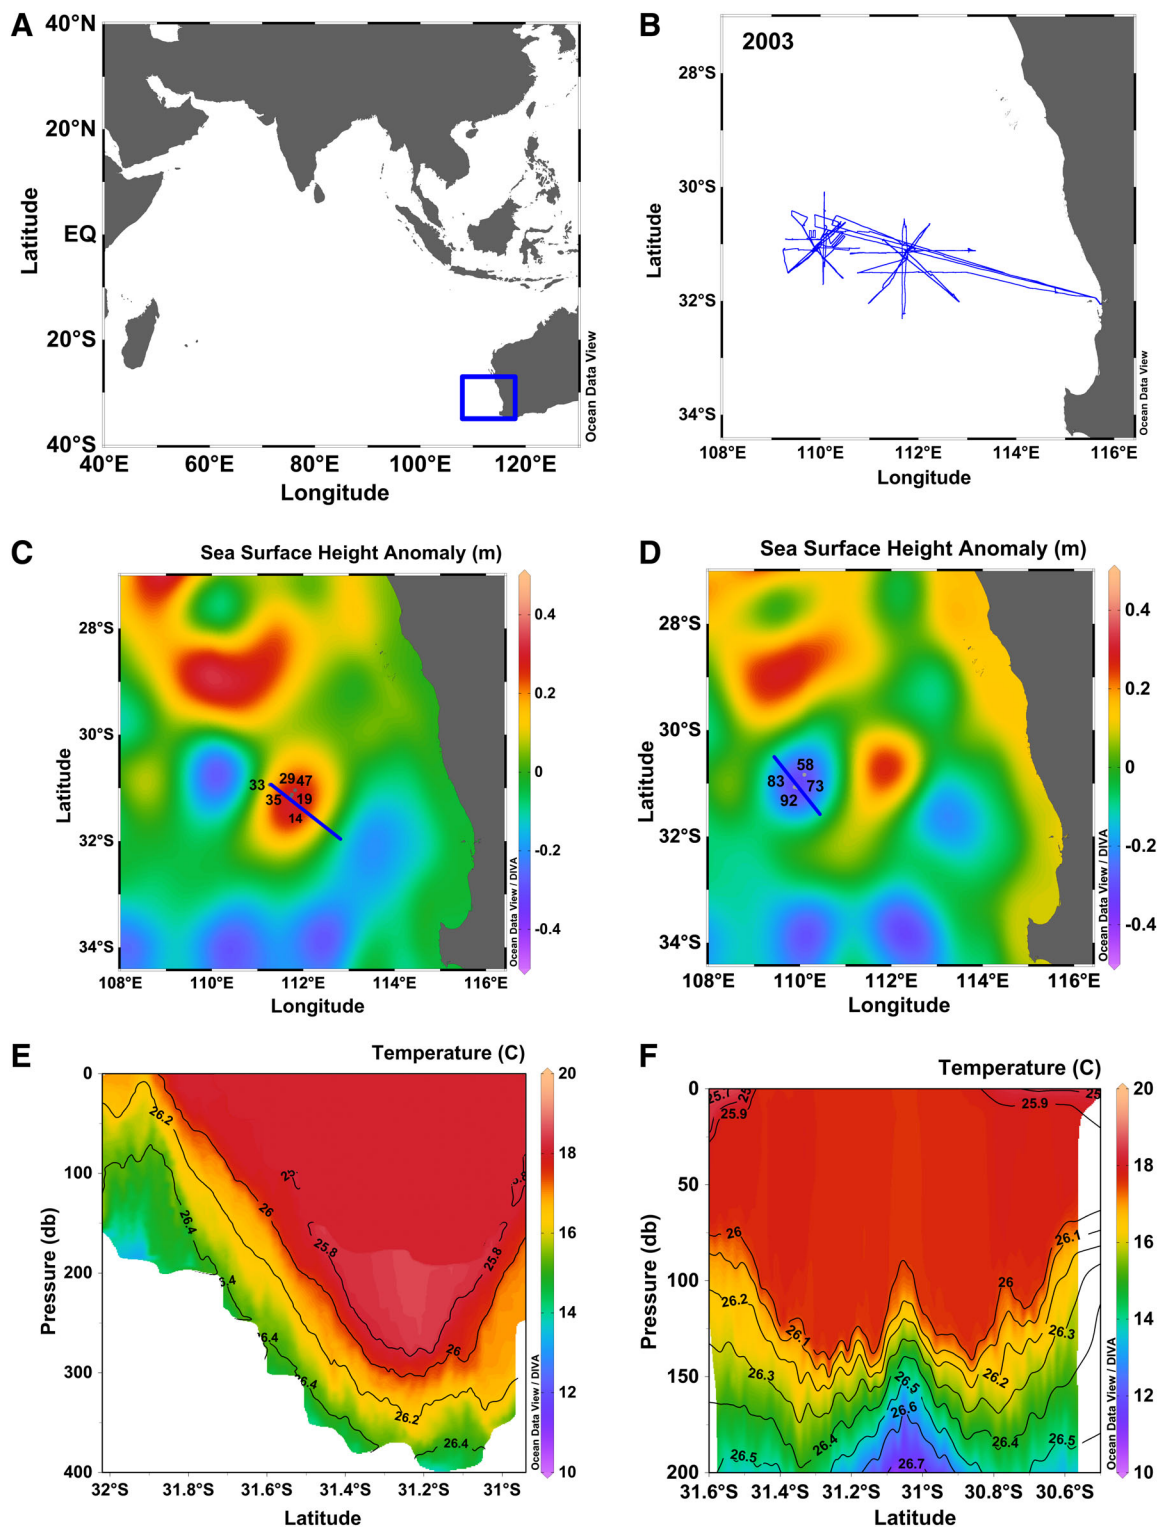 A
40°N
20°N
EQ
20°S
40°S
40°E
60°E
80°E
100°E
120°E
Latitude
Longitude
Ocean Data View
B
2003
28°S
30°S
32°S
34°S
108°E
110°E
112°E
114°E
116°E
Latitude
Longitude
Ocean Data View
C
Sea Surface Height Anomaly (m)
28°S
30°S
32°S
34°S
108°E
110°E
112°E
114°E
116°E
Latitude
Longitude
33
29
47
35
19
14
0.4
0.2
0
-0.2
-0.4
Ocean Data View / DIVA
D
Sea Surface Height Anomaly (m)
28°S
30°S
32°S
34°S
108°E
110°E
112°E
114°E
116°E
Latitude
Longitude
58
83
73
92
0.4
0.2
0
-0.2
-0.4
Ocean Data View / DIVA
E
Temperature (C)
0
100
200
300
400
32°S
31.8°S
31.6°S
31.4°S
31.2°S
31°S
Pressure (db)
Latitude
26.2
26.4
26
25.8
25.8
26
26.2
26.4
26.4
20
18
16
14
12
10
Ocean Data View / DIVA
F
Temperature (C)
0
50
100
150
200
31.6°S
31.4°S
31.2°S
31°S
30.8°S
30.6°S
Pressure (db)
Latitude
25.7
25.9
25.9
26
26.1
26.2
26.1
26
26.3
26.3
26.2
26.5
26.6
26.4
26.4
26.5
26.5
26.7
20
18
16
14
12
10
Ocean Data View / DIVA